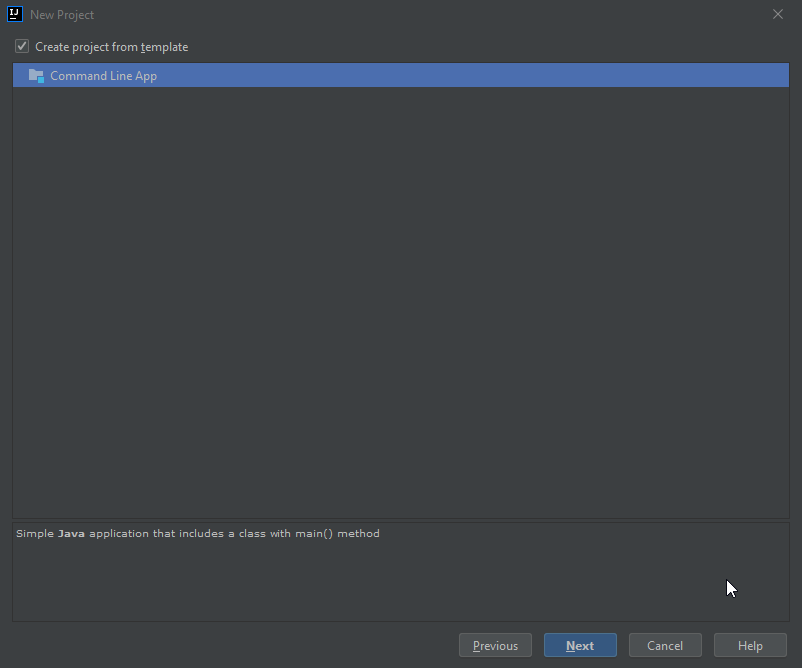 IJ
New Project
Create project from template
Command Line App
Simple Java application that includes a class with main() method
Previous
Next
Cancel
Help